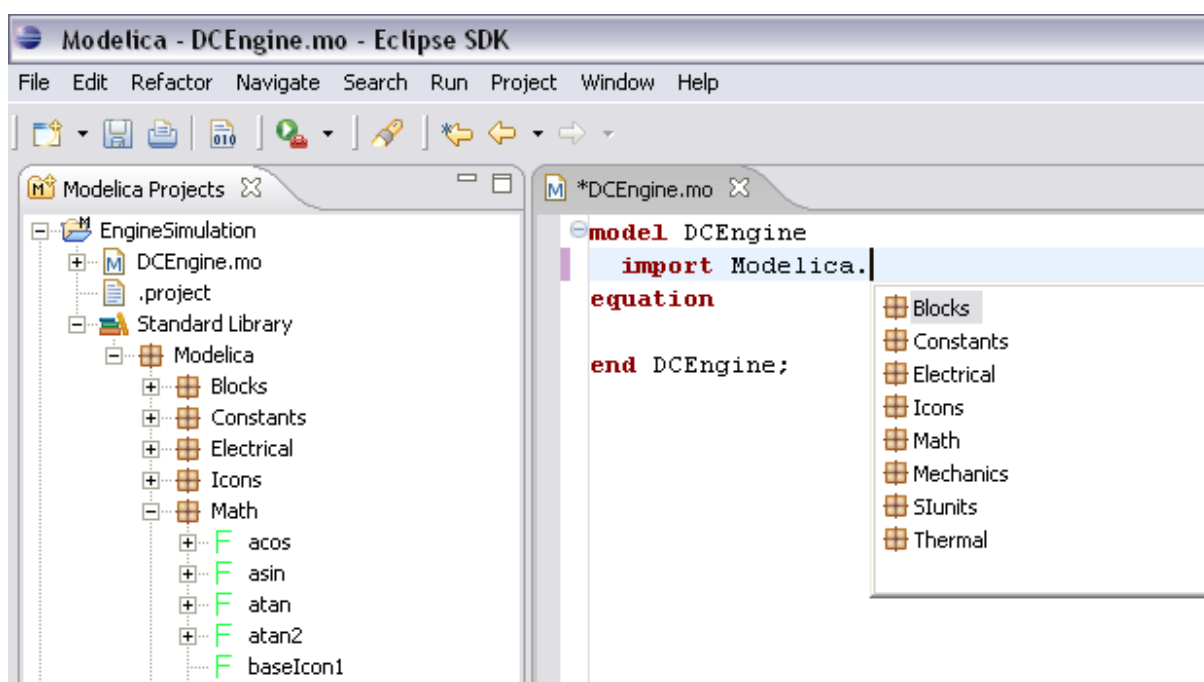 Modelica - DCEngine.mo - Eclipse SDK
File Edit Refactor Navigate Search Run Project Window Help
010
Modelica Projects
EngineSimulation
DCEngine.mo
.project
Standard Library
Modelica
Blocks
Constants
Electrical
Icons
Math
acos
asin
atan
atan2
baseIcon1
*DCEngine.mo
model DCEngine
import Modelica.
equation
end DCEngine;
Blocks
Constants
Electrical
Icons
Math
Mechanics
SIunits
Thermal